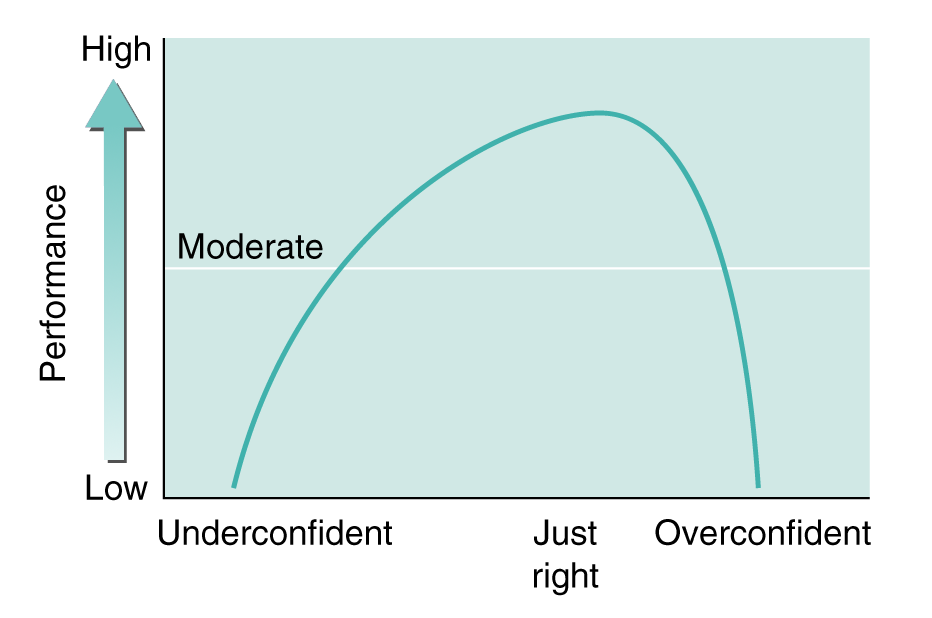 High
Performance
Moderate
Low
Underconfident
Just
right
Overconfident